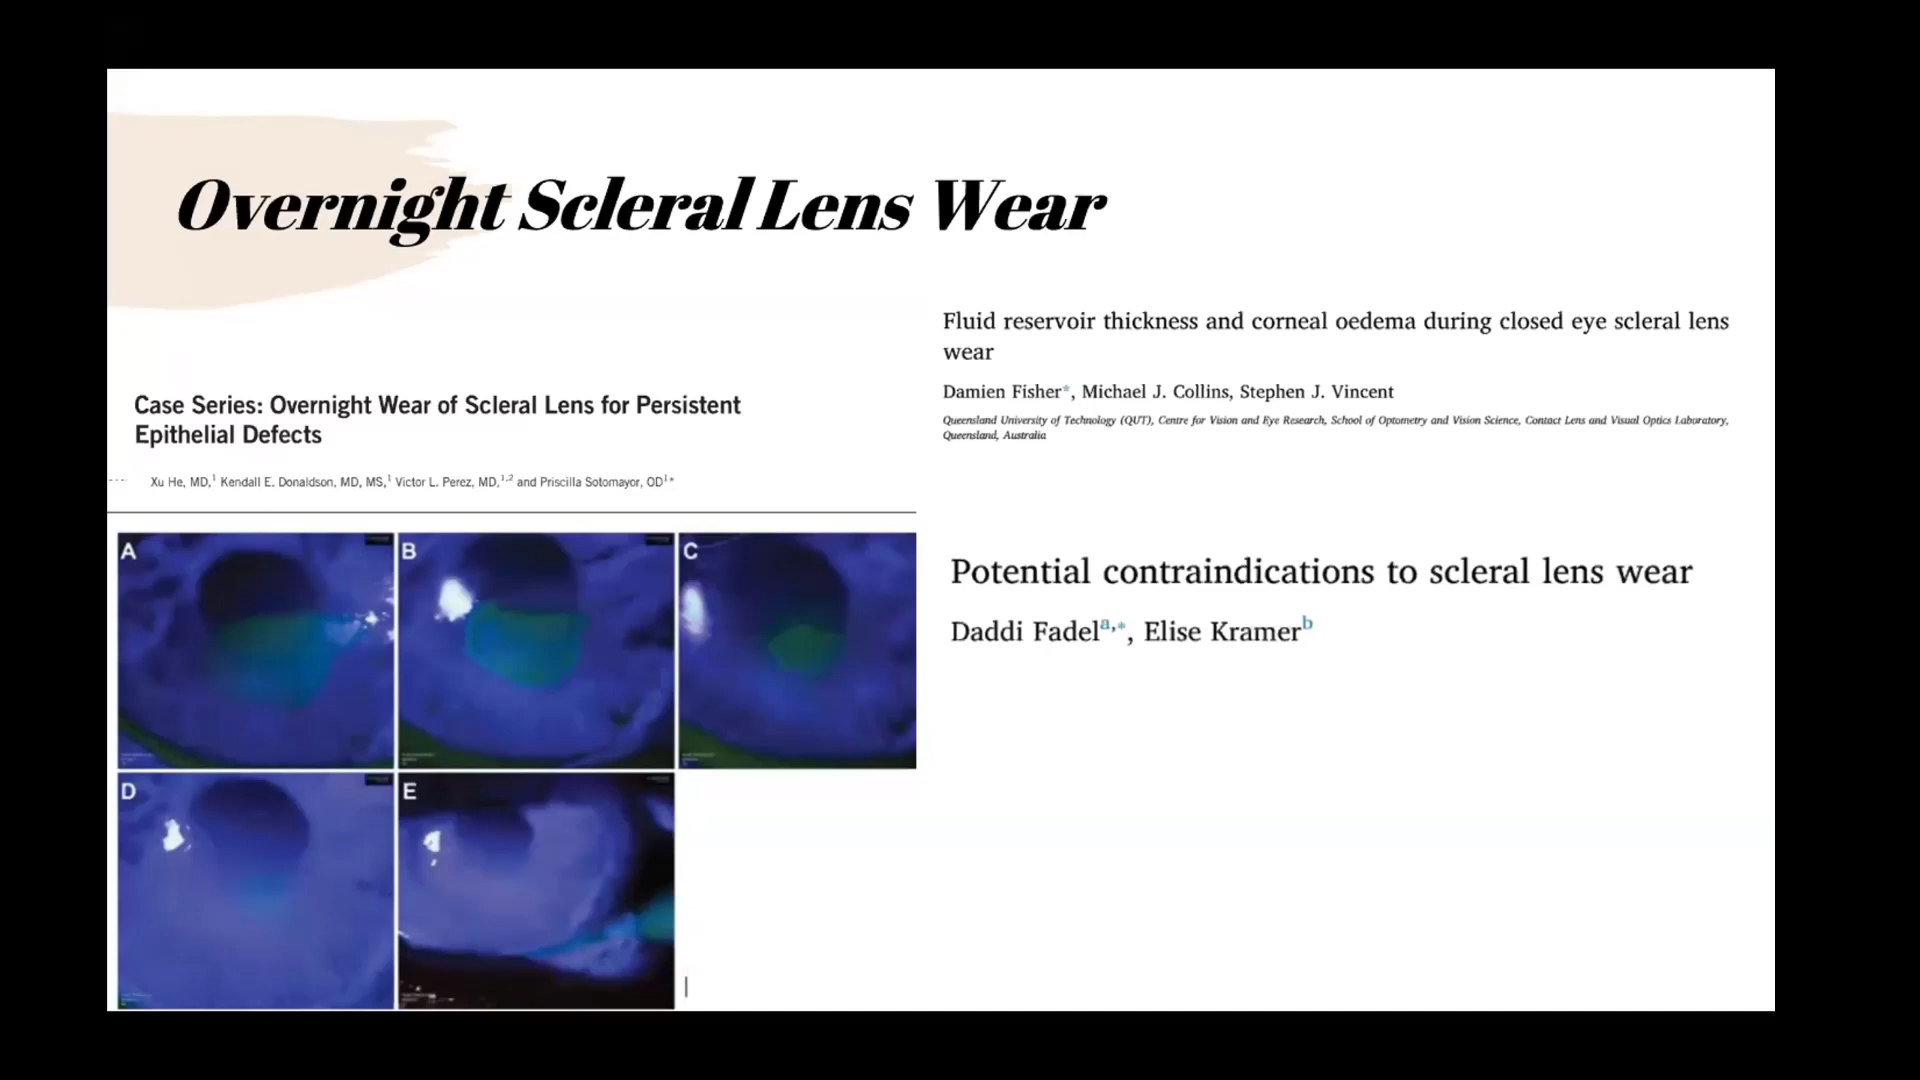 Overnight Scleral Lens Wear
Case Series: Overnight Wear of Scleral Lens for Persistent
Epithelial Defects
Xu He, MD,1 Kendall E. Donaldson, MD, MS,1 Victor L. Perez, MD,1,2 and Priscilla Sotomayor, OD1*
A
B
C
D
E
Fluid reservoir thickness and corneal oedema during closed eye scleral lens
wear
Damien Fisher*, Michael J. Collins, Stephen J. Vincent
Queensland University of Technology (QUT), Centre for Vision and Eye Research, School of Optometry and Vision Science, Contact Lens and Visual Optics Laboratory,
Queensland, Australia
Potential contraindications to scleral lens wear
Daddi Fadela,*, Elise Kramerb